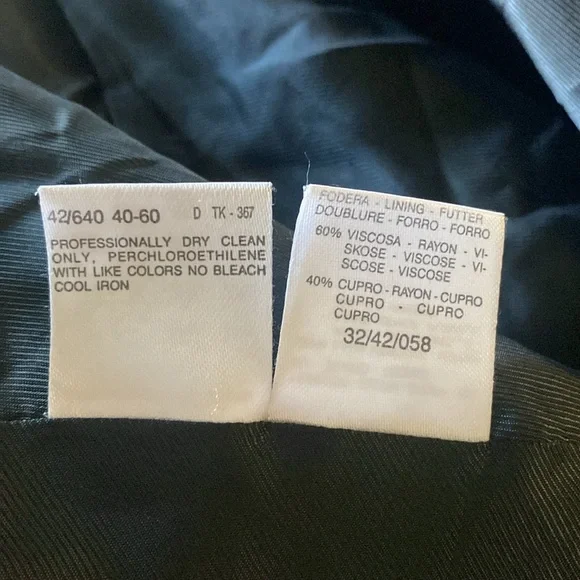 42/640 40-60 D TK - 367
PROFESSIONALLY DRY CLEAN
ONLY, PERCHLOROETHILENE
WITH LIKE COLORS NO BLEACH
COOL IRON
FODERA - LINING - FUTTER
DOUBLURE - FORRO - FORRO
60% VISCOSA - RAYON - VI-
SKOSE - VISCOSE - VI-
SCOSE - VISCOSE
40% CUPRO - RAYON - CUPRO
CUPRO - CUPRO
CUPRO
32/42/058